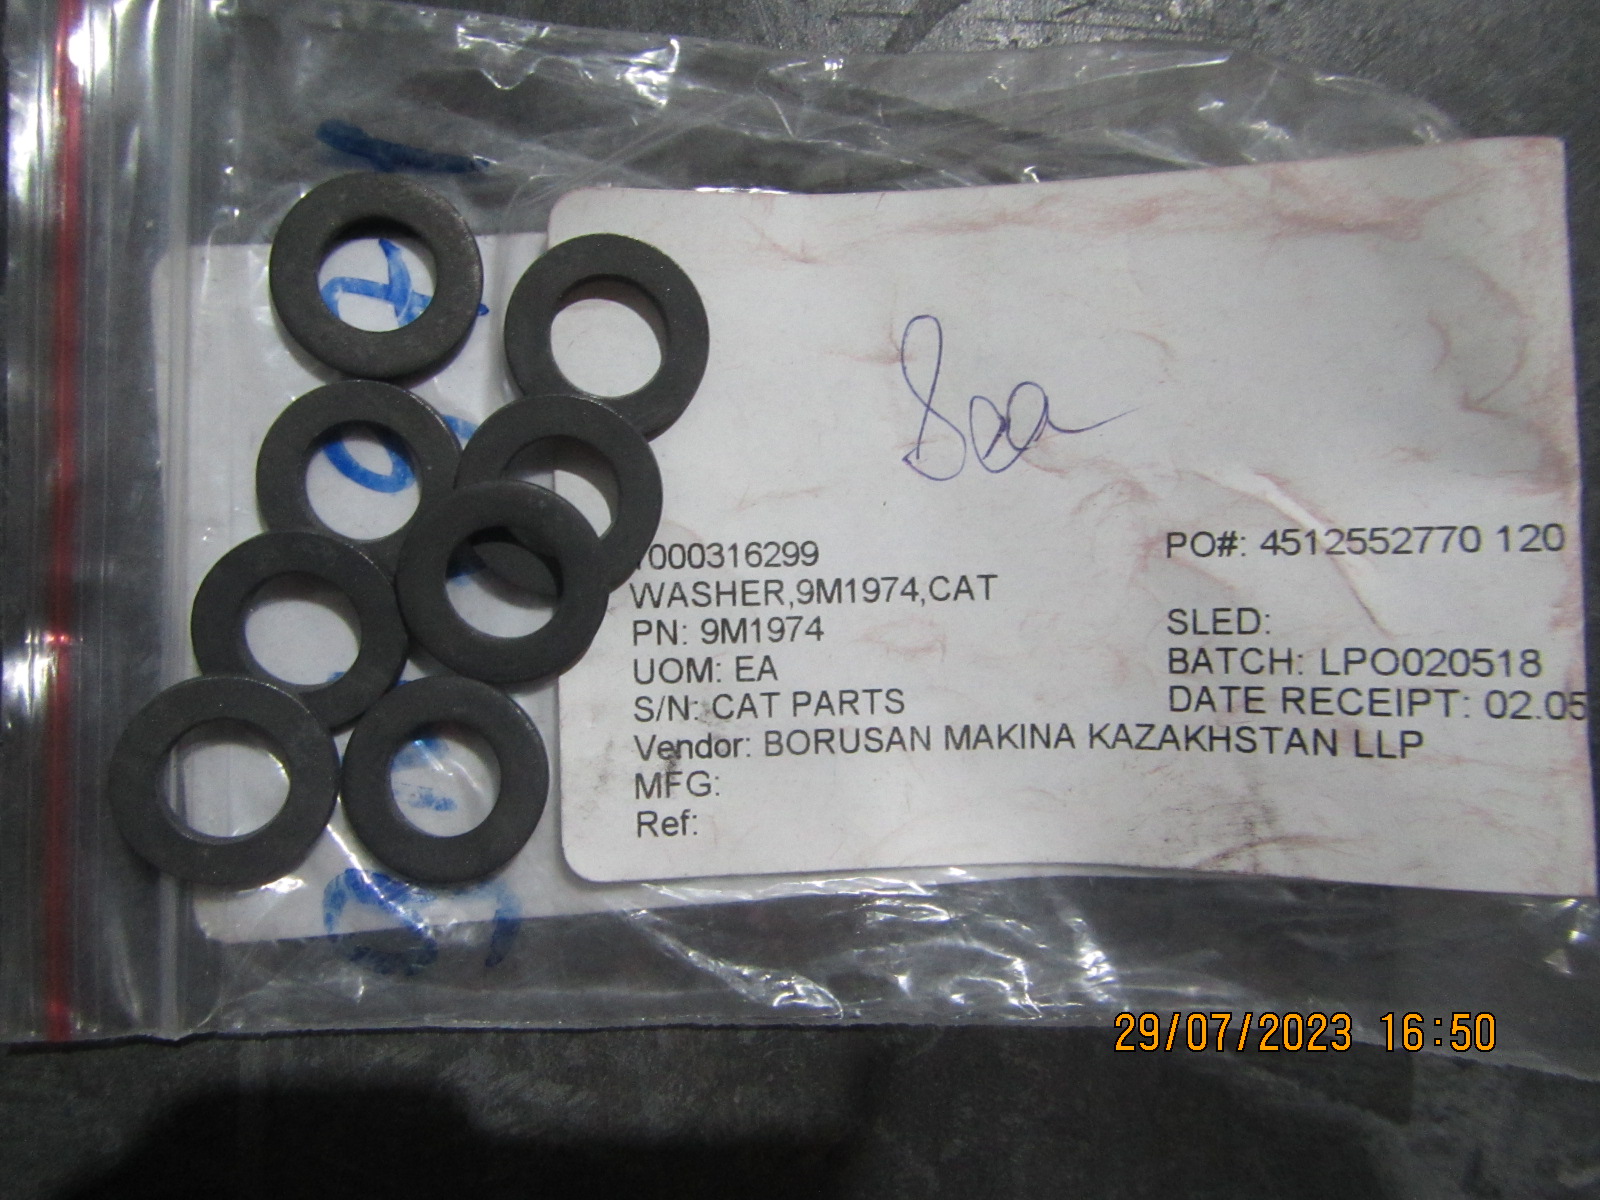 8ea
000316299
PO#: 4512552770 120
WASHER,9M1974,CAT
PN: 9M1974
SLED:
UOM: EA
BATCH: LPO020518
S/N: CAT PARTS
DATE RECEIPT: 02.05
Vendor: BORUSAN MAKINA KAZAKHSTAN LLP
MFG:
Ref:
29/07/2023 16:50